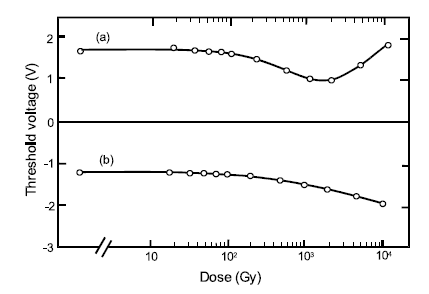 2
(a)
1
0
(b)
-1
-2
-3
Threshold voltage (V)
10 10² 10³ 10⁴
Dose (Gy)